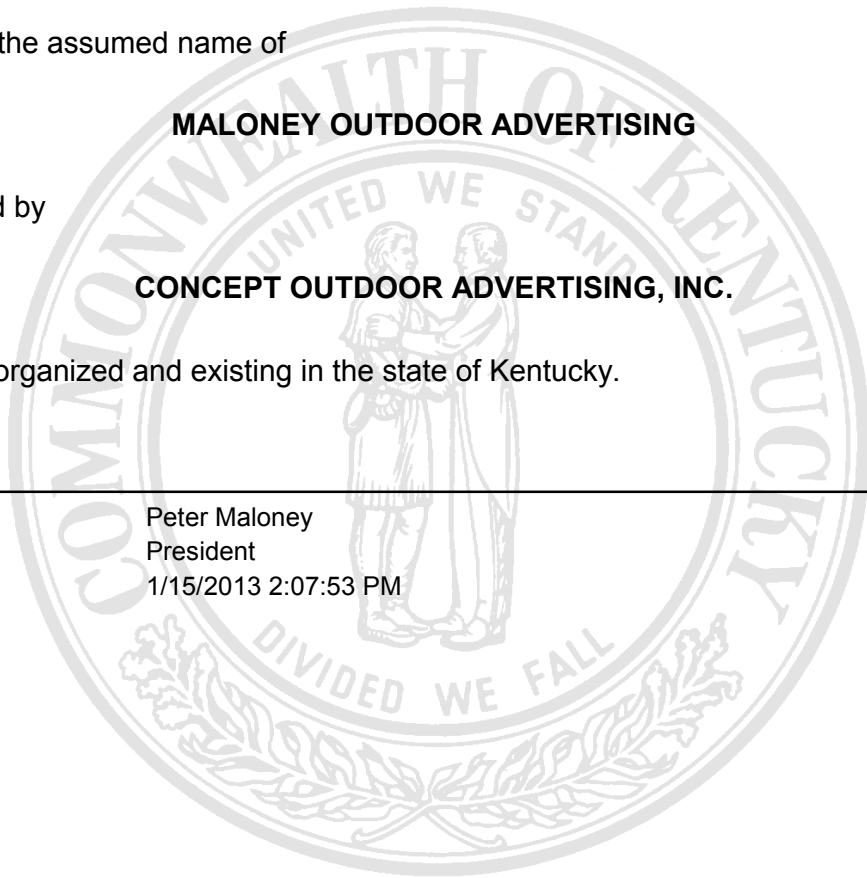 the assumed name of
MALONEY OUTDOOR ADVERTISING
d by
CONCEPT OUTDOOR ADVERTISING, INC.
organized and existing in the state of Kentucky.
Peter Maloney
President
1/15/2013 2:07:53 PM
COMMONWEALTH OF KENTUCKY
UNITED WE STAND
DIVIDED WE FALL